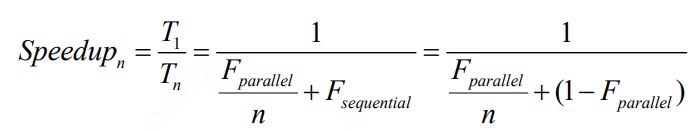 Speedup_n = T_1/T_n = 1/(F_parallel/n + F_sequential) = 1/(F_parallel/n + (1 − F_parallel))